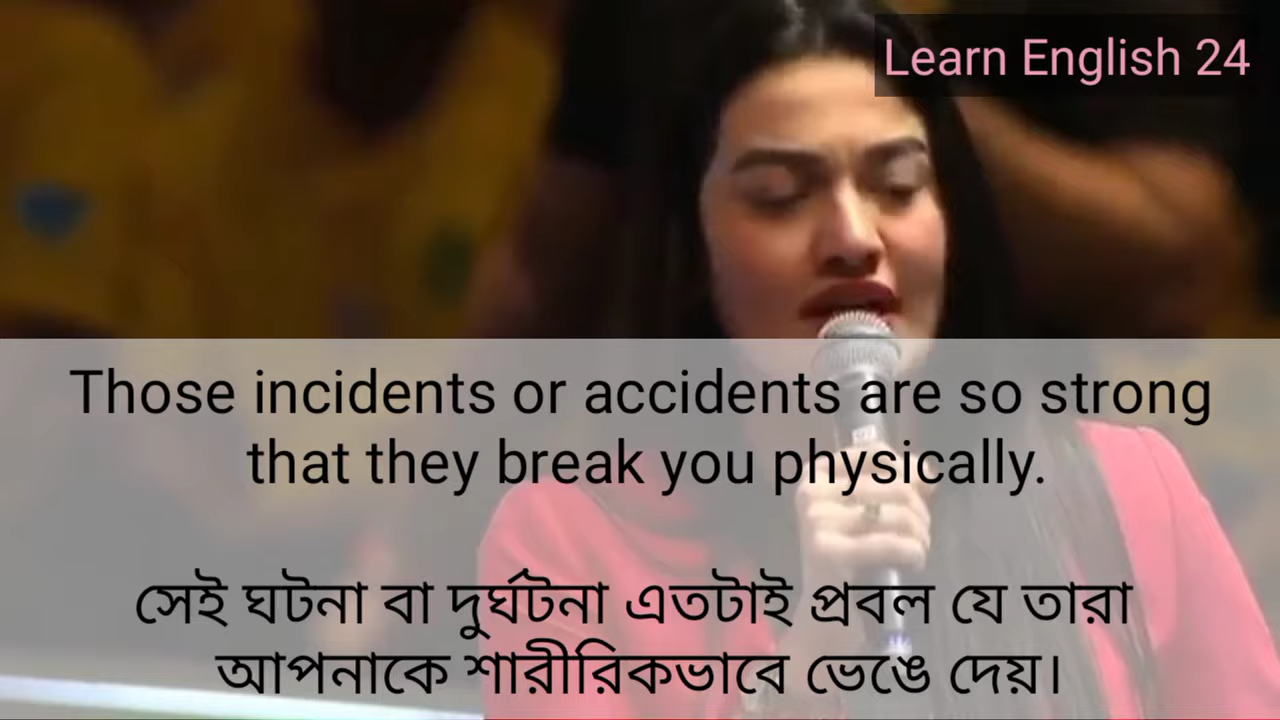 Learn English 24
Those incidents or accidents are so strong
that they break you physically.
সেই ঘটনা বা দুর্ঘটনা এতটাই প্রবল যে তারা
আপনাকে শারীরিকভাবে ভেঙে দেয়।